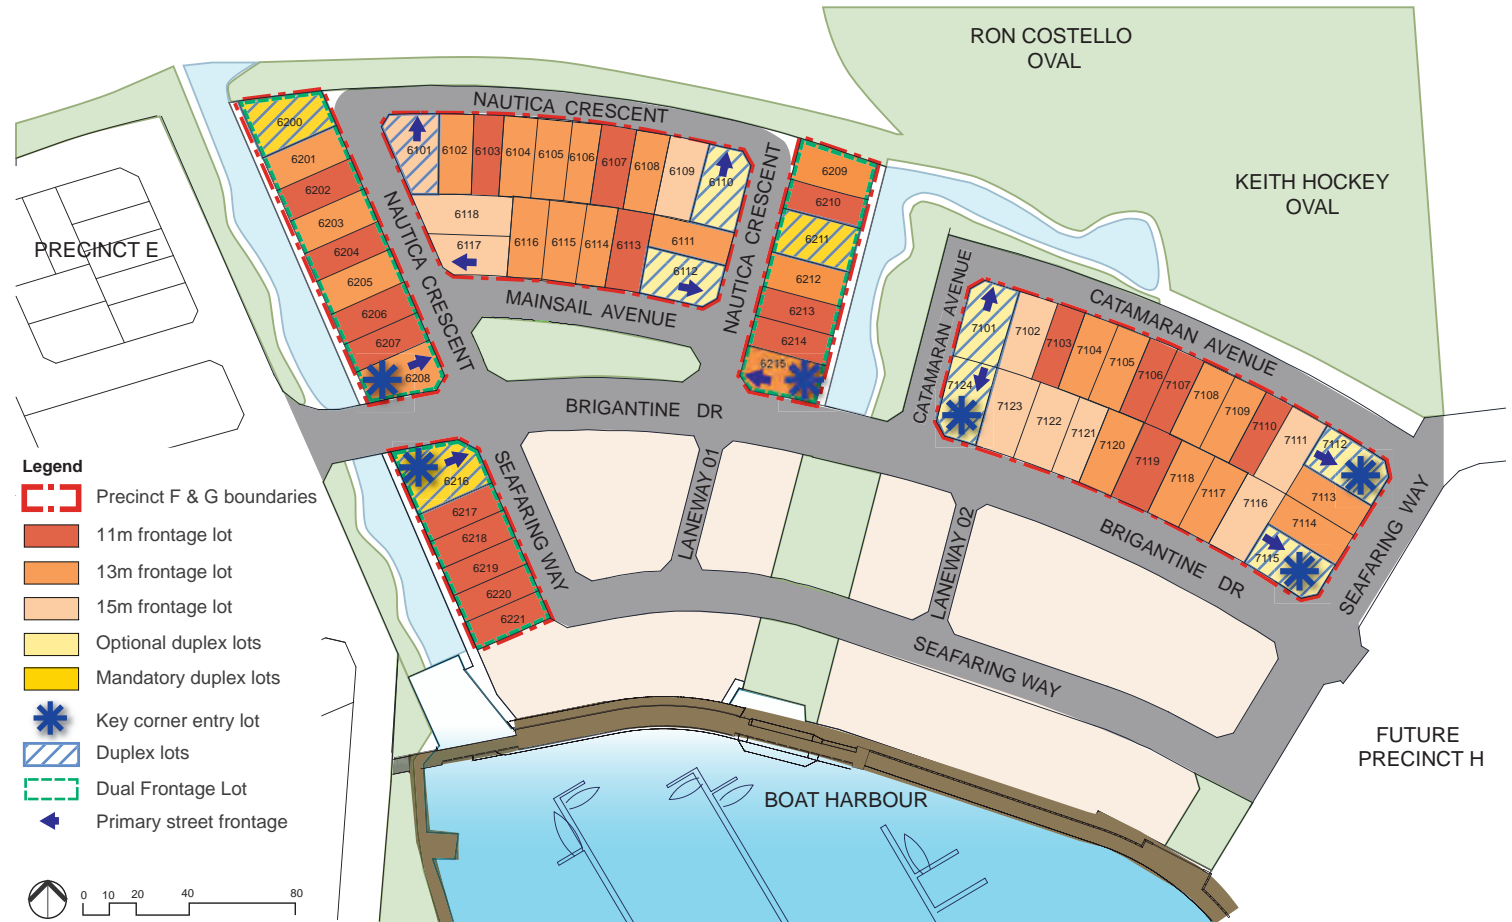 RON COSTELLO
OVAL
KEITH HOCKEY
OVAL
NAUTICA CRESCENT
6200
6201
6202
6203
6204
6205
6206
6207
6208
NAUTICA CRESCENT
6101
6102
6103
6104
6105
6106
6107
6108
6109
6110
6118
6117
6116
6115
6114
6113
6111
6112
MAINSAIL AVENUE
NAUTICA CRESCENT
6209
6210
6211
6212
6213
6214
6215
PRECINCT E
BRIGANTINE DR
CATAMARAN AVENUE
CATAMARAN AVENUE
7101
7102
7103
7104
7105
7106
7107
7108
7109
7110
7111
7112
7113
7114
7115
7116
7117
7118
7119
7120
7121
7122
7123
7124
BRIGANTINE DR
SEAFARING WAY
6216
6217
6218
6219
6220
6221
SEAFARING WAY
LANEWAY 01
LANEWAY 02
SEAFARING WAY
FUTURE
PRECINCT H
BOAT HARBOUR
Legend
Precinct F & G boundaries
11m frontage lot
13m frontage lot
15m frontage lot
Optional duplex lots
Mandatory duplex lots
Key corner entry lot
Duplex lots
Dual Frontage Lot
Primary street frontage
0 10 20 40 80